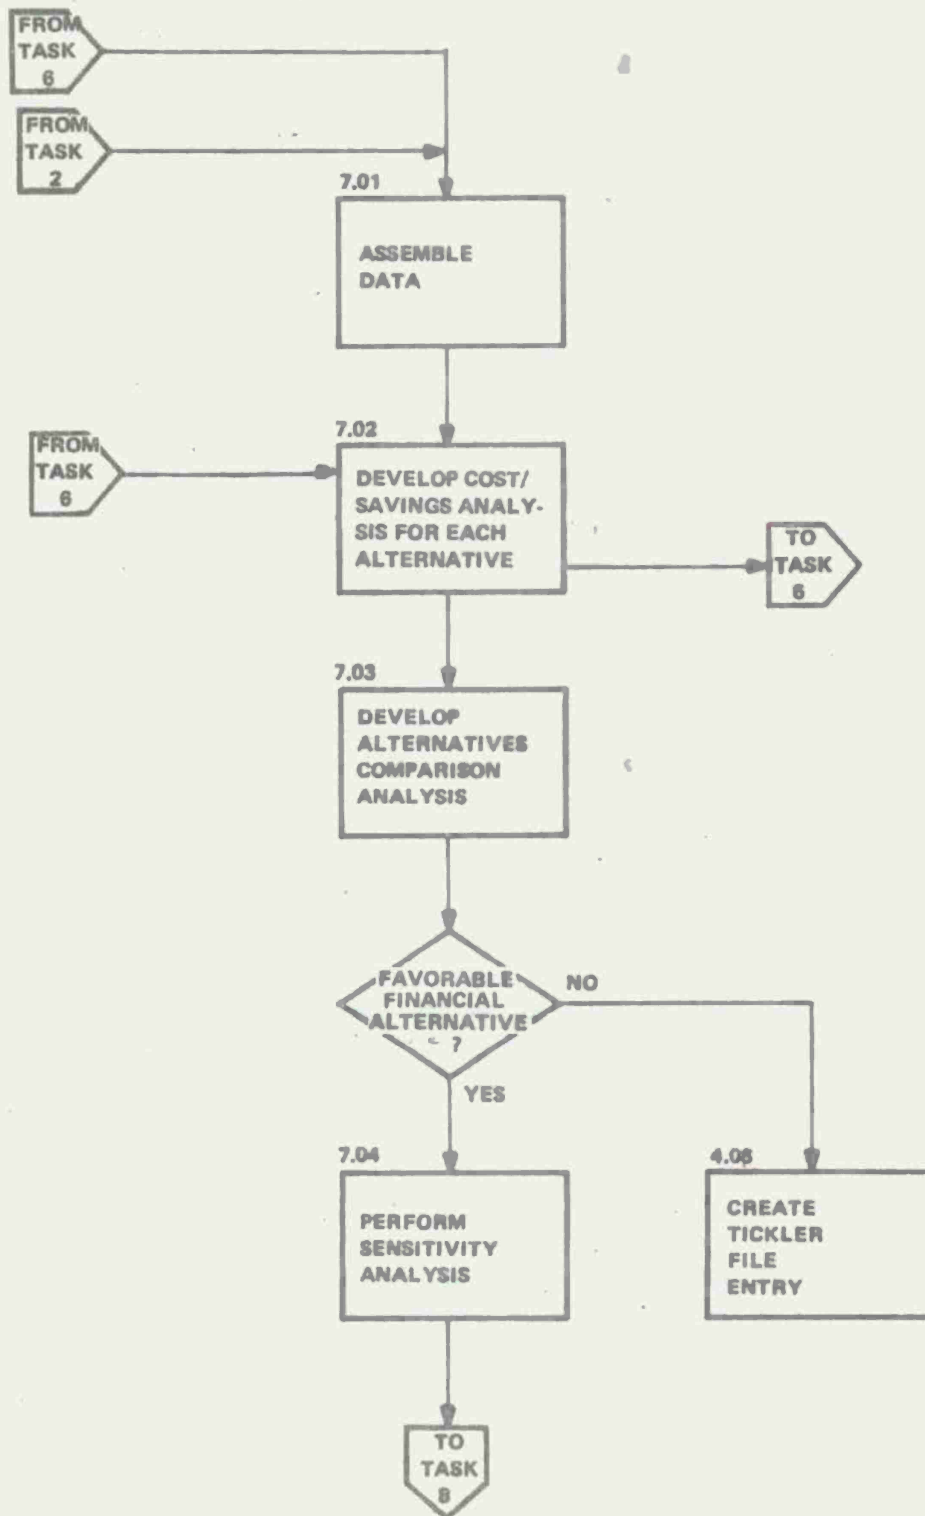 FROM
TASK
6
FROM
TASK
2
7.01
ASSEMBLE
DATA
7.02
FROM
TASK
6
DEVELOP COST/
SAVINGS ANALY-
SIS FOR EACH
ALTERNATIVE
TO
TASK
6
7.03
DEVELOP
ALTERNATIVES
COMPARISON
ANALYSIS
FAVORABLE
FINANCIAL
ALTERNATIVE
?
NO
YES
7.04
PERFORM
SENSITIVITY
ANALYSIS
CREATE
TICKLER
FILE
ENTRY
TO
TASK
8